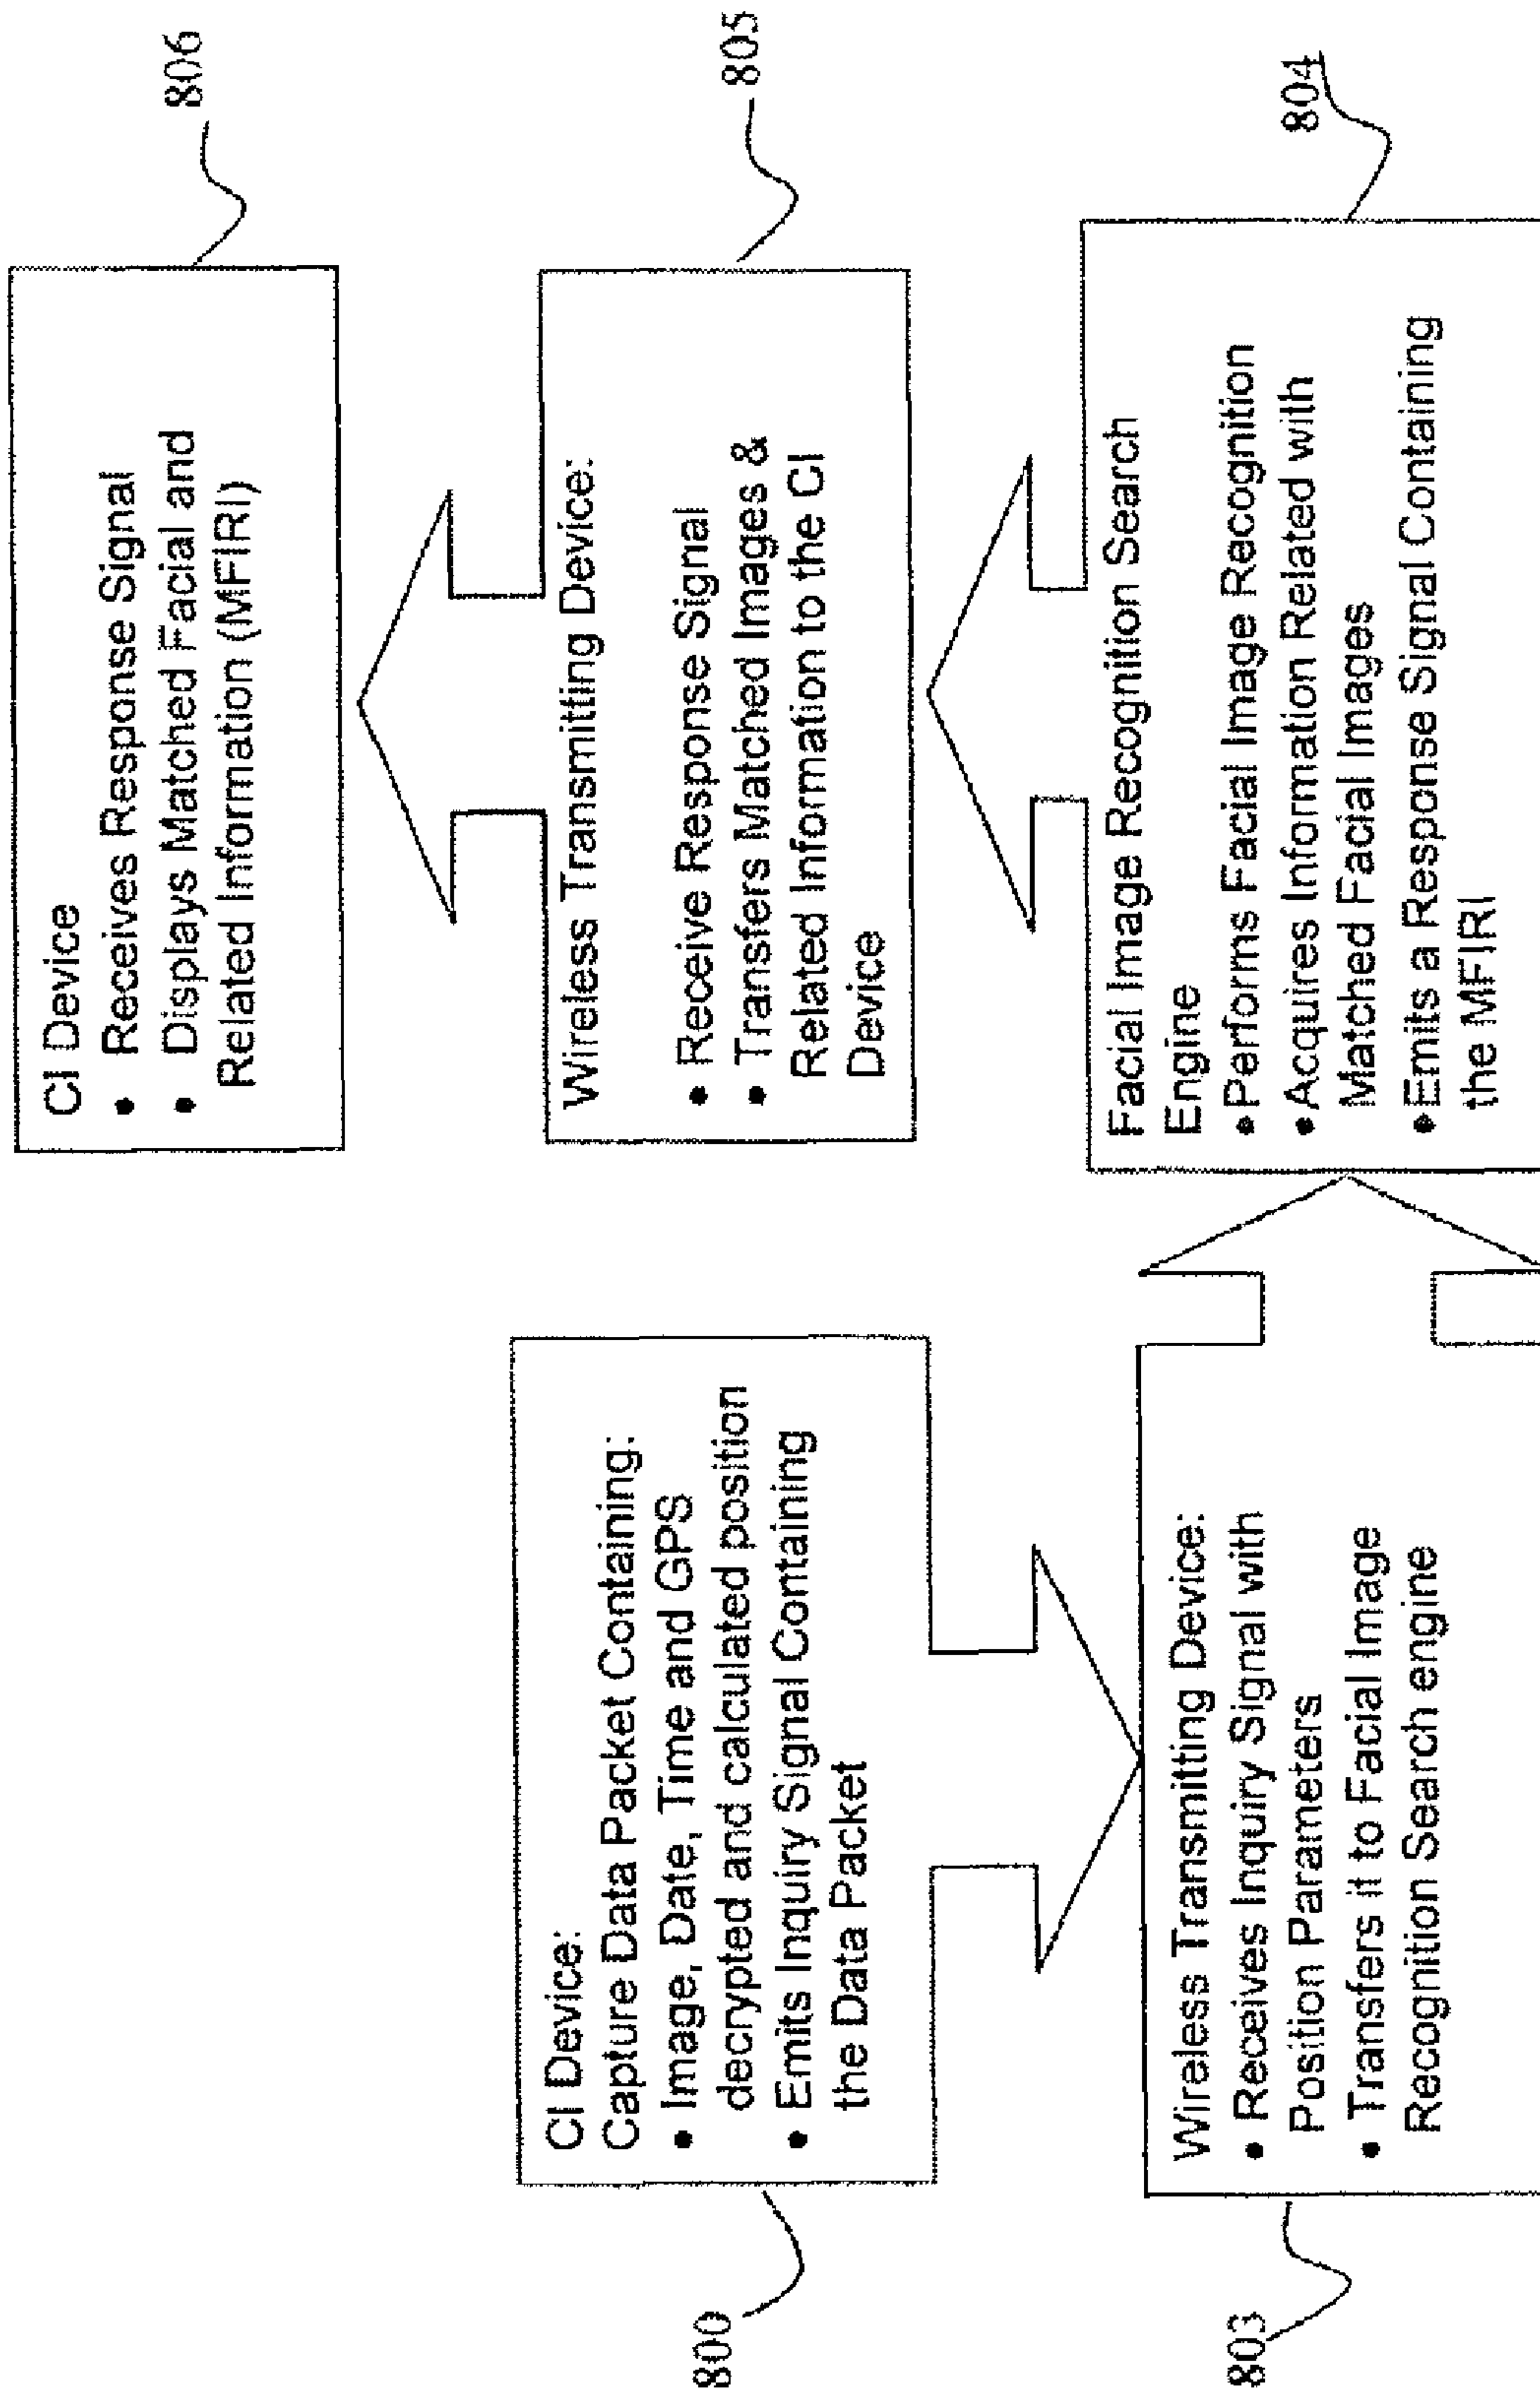 800
CI Device:
Capture Data Packet Containing:
• Image, Date, Time and GPS
decrypted and calculated position
• Emits Inquiry Signal Containing
the Data Packet
803
Wireless Transmitting Device:
• Receives Inquiry Signal with
Position Parameters
• Transfers it to Facial Image
Recognition Search engine
804
Facial Image Recognition Search
Engine
•Performs Facial Image Recognition
•Acquires Information Related with
Matched Facial Images
•Emits a Response Signal Containing
the MFIRI
805
Wireless Transmitting Device:
• Receive Response Signal
• Transfers Matched Images &
Related Information to the CI
Device
806
CI Device
• Receives Response Signal
• Displays Matched Facial and
Related Information (MFIRI)